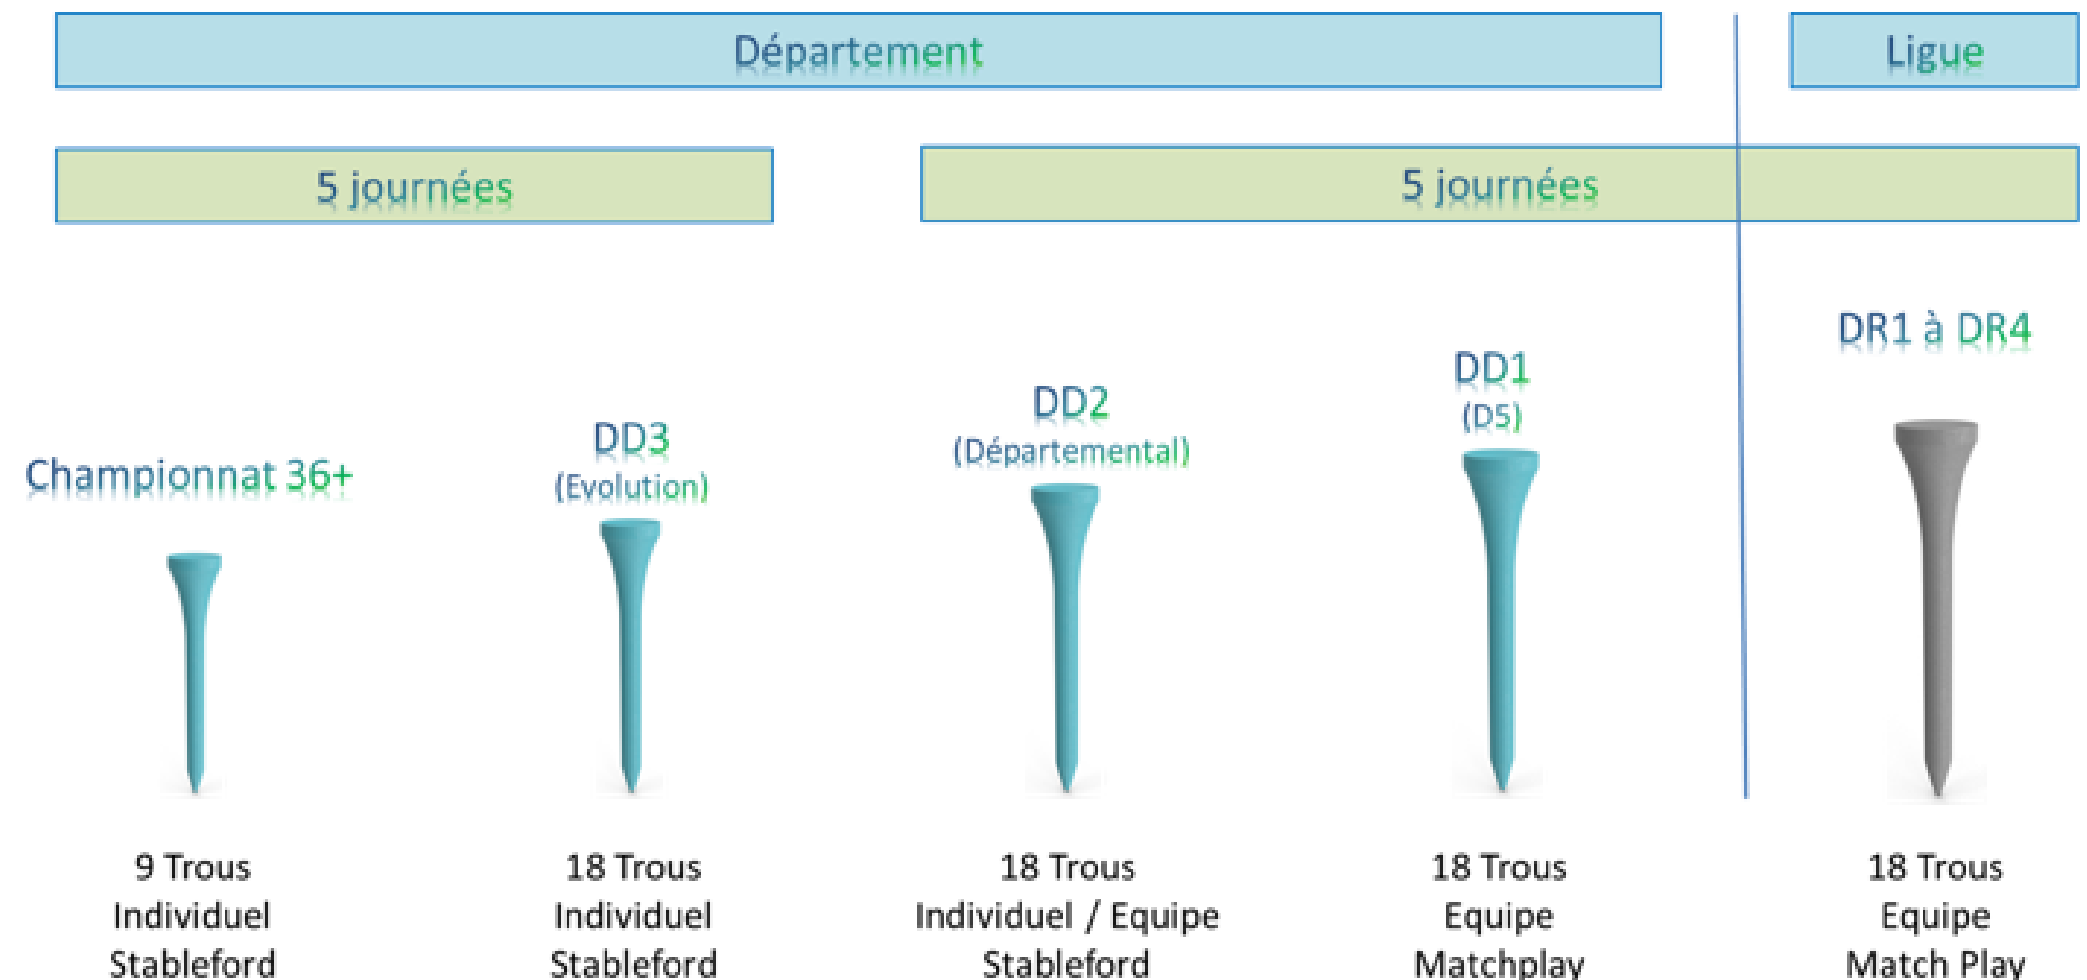 Département
Ligue
5 journées
5 journées
Championnat 36+
DD3
(Evolution)
DD2
(Départemental)
DD1
(D5)
DR1 à DR4
9 Trous
Individuel
Stableford
18 Trous
Individuel
Stableford
18 Trous
Individuel / Equipe
Stableford
18 Trous
Equipe
Matchplay
18 Trous
Equipe
Match Play